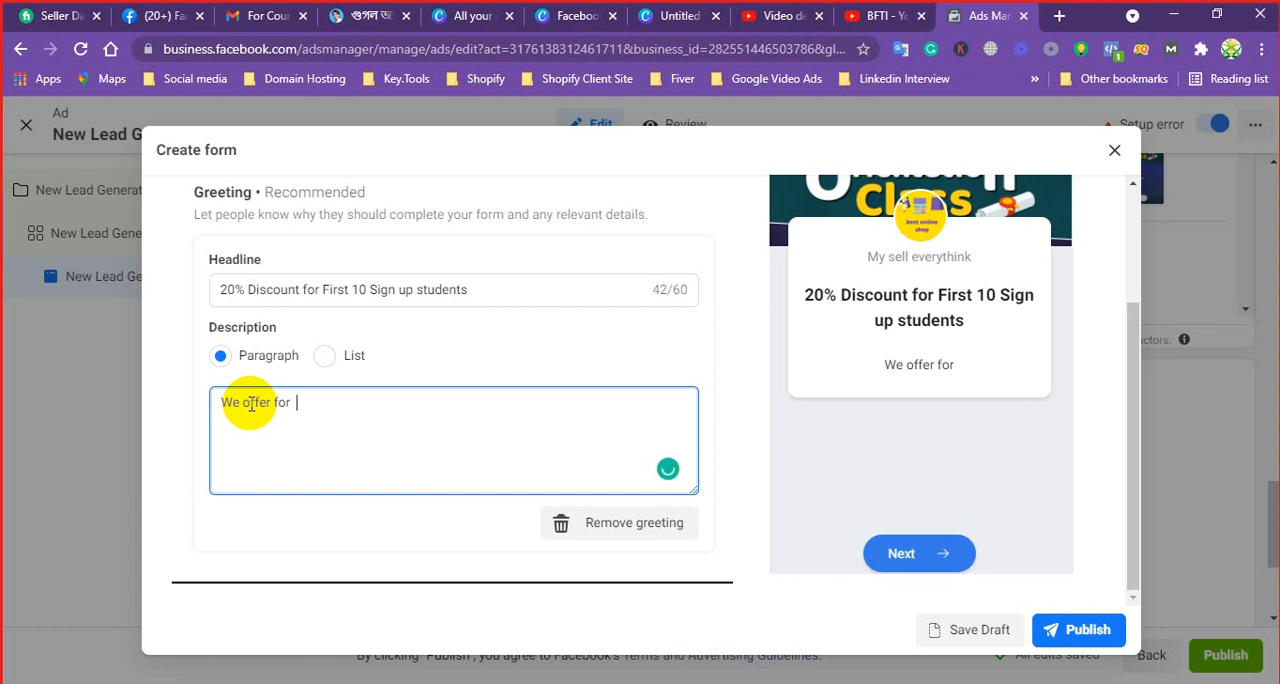 Seller Da
(20+) Fa
For Cour
গুগল অ
All your
Faceboo
Untitled
Video de
BFTI - Yo
Ads Mar
business.facebook.com/adsmanager/manage/ads/edit?act=3176138312461711&business_id=282551446503786&gl...
Apps
Maps
Social media
Domain Hosting
Key.Tools
Shopify
Shopify Client Site
Fiver
Google Video Ads
Linkedin Interview
»
Other bookmarks
Reading list
Ad
New Lead G
Edit
Review
Setup error
New Lead Generat
New Lead Gene
New Lead Ge
Create form
Greeting • Recommended
Let people know why they should complete your form and any relevant details.
Headline
20% Discount for First 10 Sign up students
42/60
Description
Paragraph
List
We offer for
Remove greeting
Orientation
Class
best online
shop
My sell everythink
20% Discount for First 10 Sign
up students
We offer for
Next
ctors.
Save Draft
Publish
By clicking "Publish", you agree to Facebook's Terms and Advertising Guidelines.
All edits saved
Back
Publish